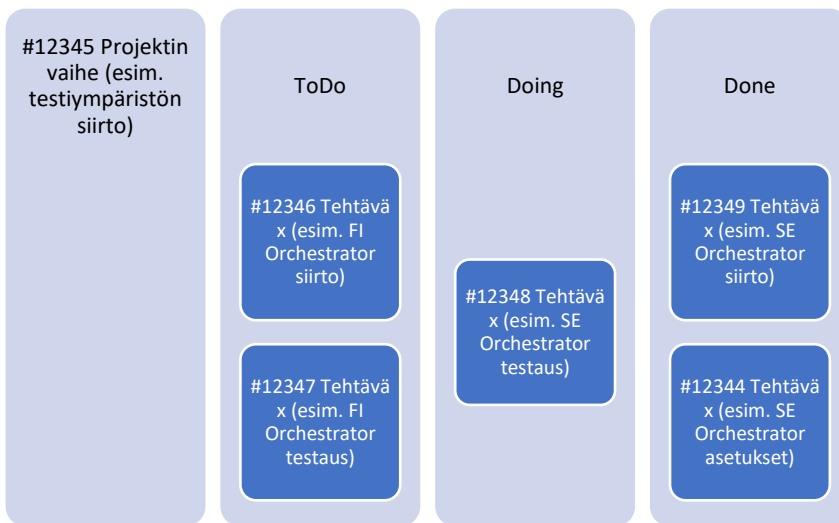 #12345 Projektin
vaihe (esim.
testiympäristön
siirto)
ToDo
#12346 Tehtävä
x (esim. FI
Orchestrator
siirto)
#12347 Tehtävä
x (esim. FI
Orchestrator
testaus)
Doing
#12348 Tehtävä
x (esim. SE
Orchestrator
testaus)
Done
#12349 Tehtävä
x (esim. SE
Orchestrator
siirto)
#12344 Tehtävä
x (esim. SE
Orchestrator
asetukset)